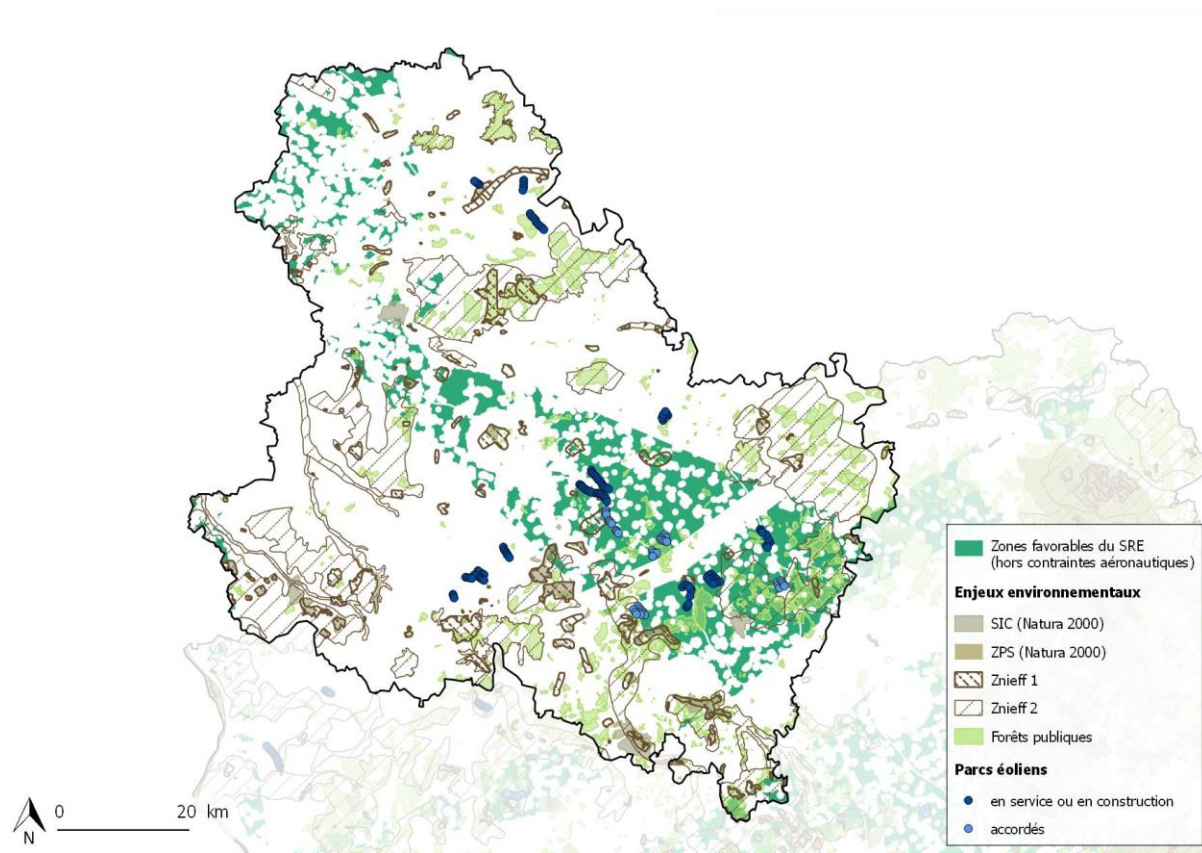 Zones favorables du SRE
(hors contraintes aéronautiques)
Enjeux environnementaux
SIC (Natura 2000)
ZPS (Natura 2000)
Znieff 1
Znieff 2
Forêts publiques
Parcs éoliens
en service ou en construction
accordés
0 20 km
N